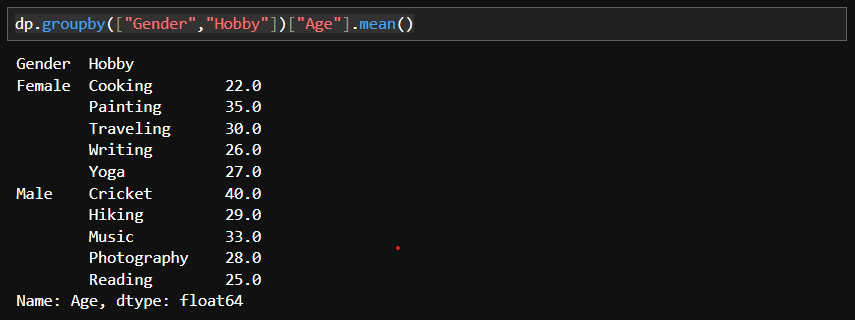 dp.groupby(["Gender","Hobby"])["Age"].mean()
Gender  Hobby
Female  Cooking        22.0
        Painting       35.0
        Traveling      30.0
        Writing        26.0
        Yoga           27.0
Male    Cricket        40.0
        Hiking         29.0
        Music          33.0
        Photography    28.0
        Reading        25.0
Name: Age, dtype: float64